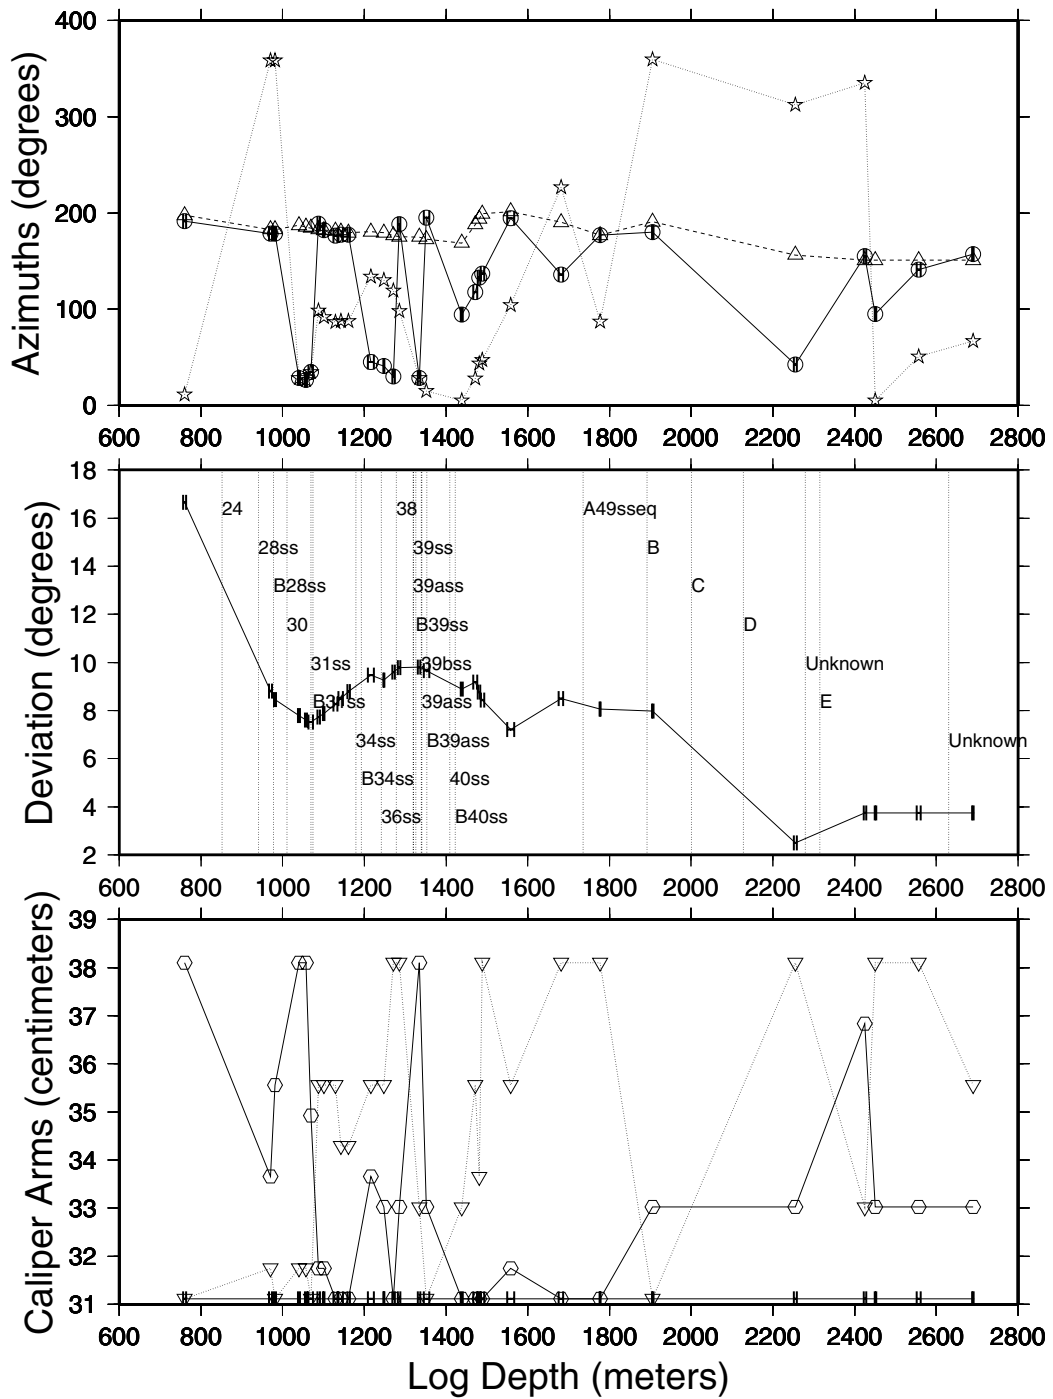 Azimuths (degrees)
400
300
200
100
0
600 800 1000 1200 1400 1600 1800 2000 2200 2400 2600 2800
Deviation (degrees)
18
16
14
12
10
8
6
4
2
24
38
A49sseq
28ss
39ss
B
B28ss
39ass
C
30
B39ss
D
31ss
39bss
Unknown
39ass
E
34ss
B39ass
Unknown
B34ss
40ss
36ss
B40ss
600 800 1000 1200 1400 1600 1800 2000 2200 2400 2600 2800
Caliper Arms (centimeters)
39
38
37
36
35
34
33
32
31
600 800 1000 1200 1400 1600 1800 2000 2200 2400 2600 2800
Log Depth (meters)